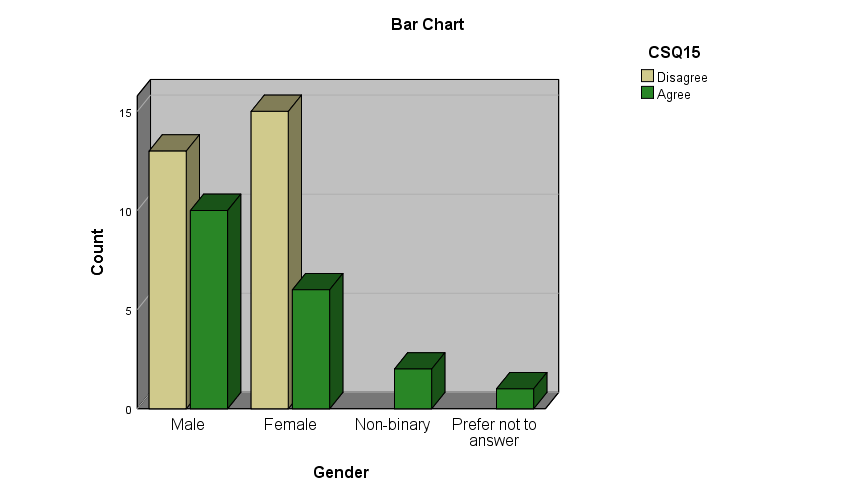 Bar Chart
CSQ15
Disagree
Agree
15
10
5
0
Count
Male
Female
Non-binary
Prefer not to
answer
Gender